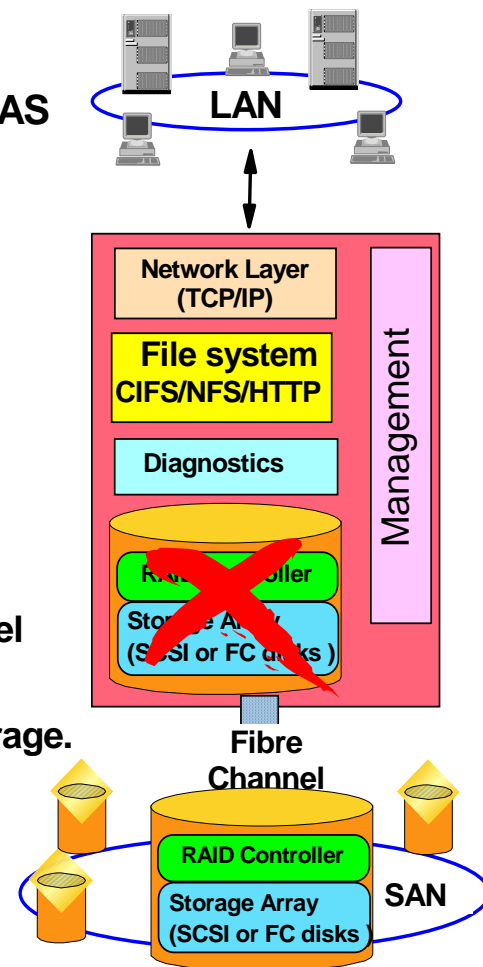 AS
LAN
Network Layer
(TCP/IP)
File system
CIFS/NFS/HTTP
Diagnostics
Management
RAID Controller
Storage Array
(SCSI or FC disks )
el
rage.
Fibre
Channel
RAID Controller
Storage Array
(SCSI or FC disks )
SAN